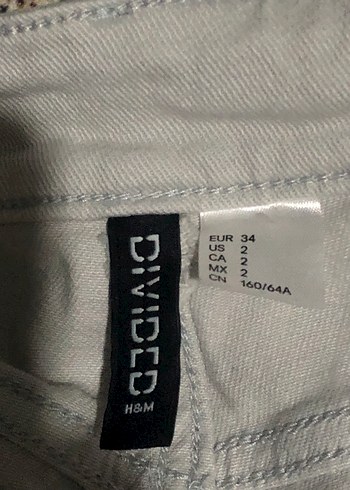 DIVIDED
H&M
EUR 34
US 2
CA 2
MX 2
CN 160/64A